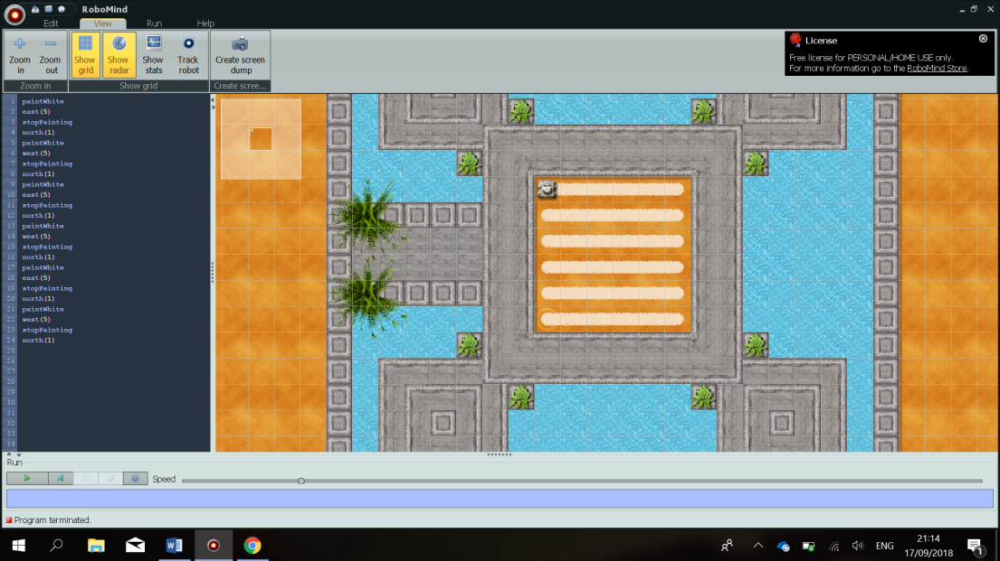 RoboMind
Edit View Run Help
Zoom in
Zoom out
Show grid
Show radar
Show stats
Track robot
Create screen dump
Zoom in
Show grid
Create scree...
License
Free license for PERSONAL/HOME USE only.
For more information go to the RoboMind Store.
1 paintWhite
2 east(5)
3 stopPainting
4 north(1)
5 paintWhite
6 west(5)
7 stopPainting
8 north(1)
9 paintWhite
10 east(5)
11 stopPainting
12 north(1)
13 paintWhite
14 west(5)
15 stopPainting
16 north(1)
17 paintWhite
18 east(5)
19 stopPainting
20 north(1)
21 paintWhite
22 west(5)
23 stopPainting
24 north(1)
25
26
27
28
29
30
31
32
33
34
Run
Speed
Program terminated.
ENG
21:14
17/09/2018
1